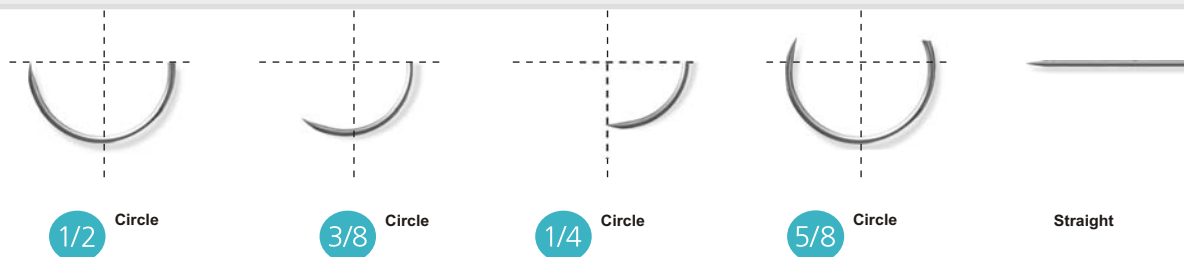 1/2 Circle
3/8 Circle
1/4 Circle
5/8 Circle
Straight